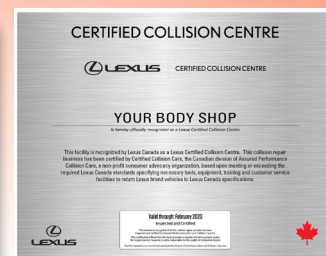 CERTIFIED COLLISION CENTRE
LEXUS CERTIFIED COLLISION CENTRE
YOUR BODY SHOP
is hereby officially recognized as a Lexus Certified Collision Centre
This facility is recognized by Lexus Canada as a Lexus Certified Collision Centre. This collision repair
business has been certified by Certified Collision Care, the Canadian division of Assured Performance
Collision Care, a non-profit consumer advocacy organization, based upon meeting or exceeding the
required Lexus Canada standards specifying necessary tools, equipment, training and customer service
facilities to return Lexus brand vehicles to Lexus Canada specifications.
Valid through: February 2020
Inspected and Certified
LEXUS